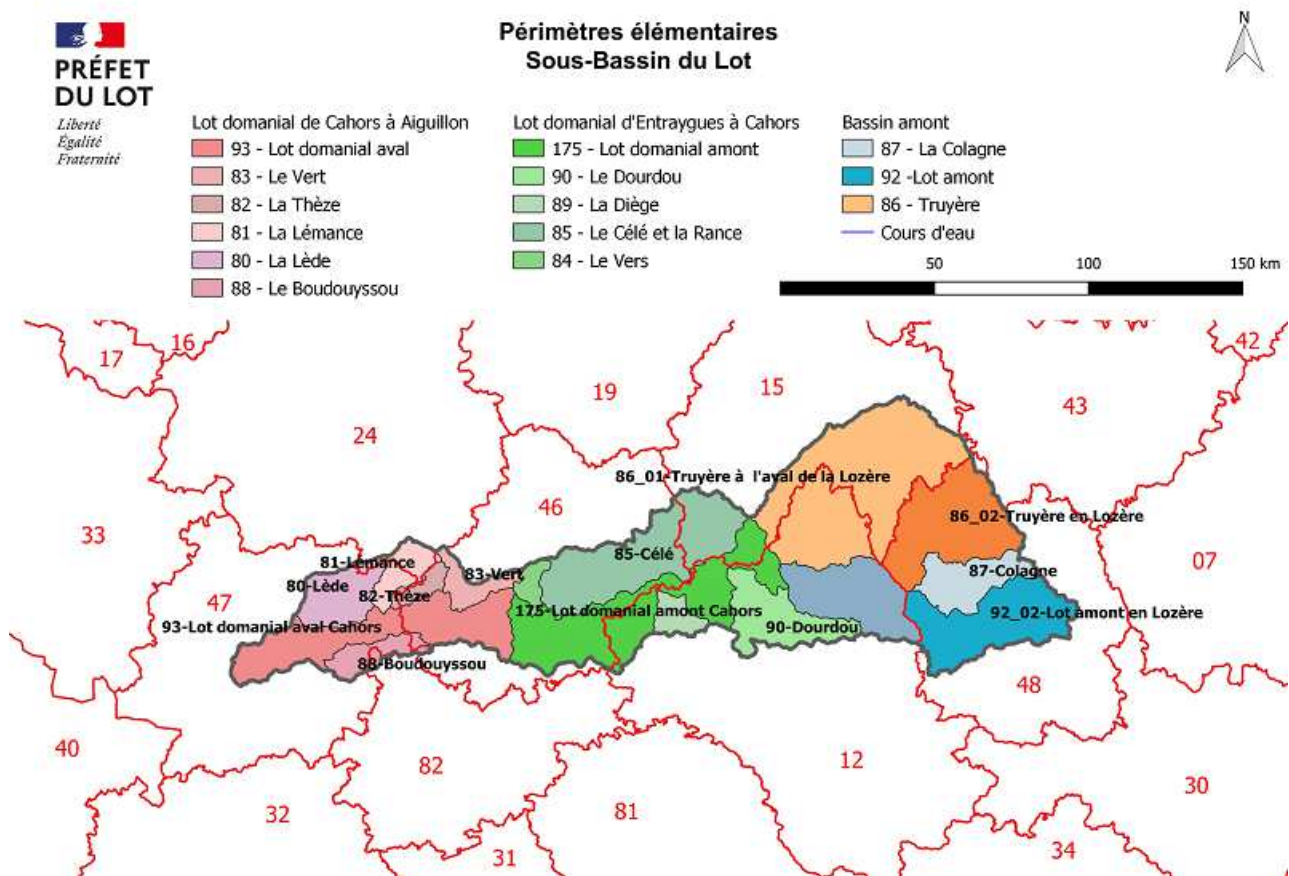 Périmètres élémentaires
Sous-Bassin du Lot
N
PRÉFET
DU LOT
Liberté
Égalité
Fraternité
Lot domanial de Cahors à Aiguillon
93 - Lot domanial aval
83 - Le Vert
82 - La Thèze
81 - La Lémance
80 - La Lède
88 - Le Boudouyssou
Lot domanial d'Entraygues à Cahors
175 - Lot domanial amont
90 - Le Dourdou
89 - La Diège
85 - Le Célé et la Rance
84 - Le Vers
Bassin amont
87 - La Colagne
92 -Lot amont
86 - Truyère
Cours d'eau
50 100 150 km
17
16
19
15
42
43
24
46
86_01-Truyère à l'aval de la Lozère
33
86_02-Truyère en Lozère
07
81-Lémance
85-Célé
80-Lède
83-Vert
87-Colagne
82-Thèze
47
175-Lot domanial amont Cahors
92_02-Lot amont en Lozère
93-Lot domanial aval Cahors
90-Dourdou
88-Boudouyssou
48
40
82
12
32
81
30
31
34